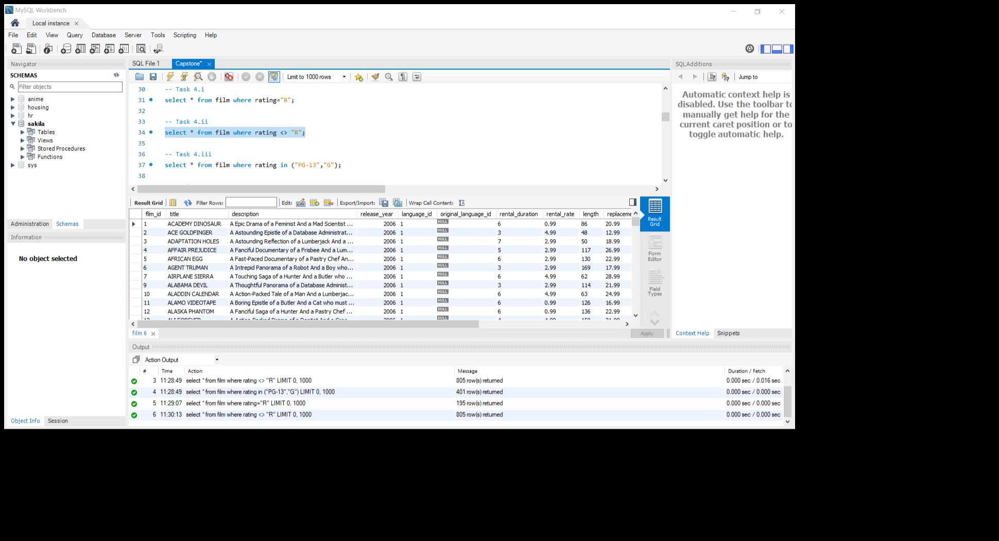 MySQL Workbench
Local instance
File Edit View Query Database Server Tools Scripting Help
Navigator
SCHEMAS
Filter objects
anime
housing
hr
sakila
Tables
Views
Stored Procedures
Functions
sys
Administration Schemas
Information
No object selected
Object Info Session
SQL File 1 Capstone*
Limit to 1000 rows
30 -- Task 4.i
31 select * from film where rating="R";
32
33 -- Task 4.ii
34 select * from film where rating <> "R";
35
36 -- Task 4.iii
37 select * from film where rating in ("PG-13","G");
38
Result Grid Filter Rows: Edit: Export/Import: Wrap Cell Content:
film_id title description release_year language_id original_language_id rental_duration rental_rate length replaceme
1 ACADEMY DINOSAUR A Epic Drama of a Feminist And a Mad Scientist ... 2006 1 NULL 6 0.99 86 20.99
2 ACE GOLDFINGER A Astounding Epistle of a Database Administrat... 2006 1 NULL 3 4.99 48 12.99
3 ADAPTATION HOLES A Astounding Reflection of a Lumberjack And a ... 2006 1 NULL 7 2.99 50 18.99
4 AFFAIR PREJUDICE A Fanciful Documentary of a Frisbee And a Lum... 2006 1 NULL 5 2.99 117 26.99
5 AFRICAN EGG A Fast-Paced Documentary of a Pastry Chef An... 2006 1 NULL 6 2.99 130 22.99
6 AGENT TRUMAN A Intrepid Panorama of a Robot And a Boy who... 2006 1 NULL 3 2.99 169 17.99
7 AIRPLANE SIERRA A Touching Saga of a Hunter And a Butler who ... 2006 1 NULL 6 4.99 62 28.99
9 ALABAMA DEVIL A Thoughtful Panorama of a Database Administ... 2006 1 NULL 3 2.99 114 21.99
10 ALADDIN CALENDAR A Action-Packed Tale of a Man And a Lumberjac... 2006 1 NULL 6 4.99 63 24.99
11 ALAMO VIDEOTAPE A Boring Epistle of a Butler And a Cat who must ... 2006 1 NULL 6 0.99 126 16.99
12 ALASKA PHANTOM A Fanciful Saga of a Hunter And a Pastry Chef ... 2006 1 NULL 6 0.99 136 22.99
Result Grid
Form Editor
Field Types
film 6
Apply
SQLAdditions
Jump to
Automatic context help is
disabled. Use the toolbar to
manually get help for the
current caret position or to
toggle automatic help.
Context Help Snippets
Output
Action Output
# Time Action Message Duration / Fetch
3 11:28:49 select * from film where rating <> "R" LIMIT 0, 1000 805 row(s) returned 0.000 sec / 0.016 sec
4 11:28:49 select * from film where rating in ("PG-13","G") LIMIT 0, 1000 401 row(s) returned 0.000 sec / 0.000 sec
5 11:29:07 select * from film where rating="R" LIMIT 0, 1000 195 row(s) returned 0.000 sec / 0.000 sec
6 11:30:13 select * from film where rating <> "R" LIMIT 0, 1000 805 row(s) returned 0.000 sec / 0.000 sec